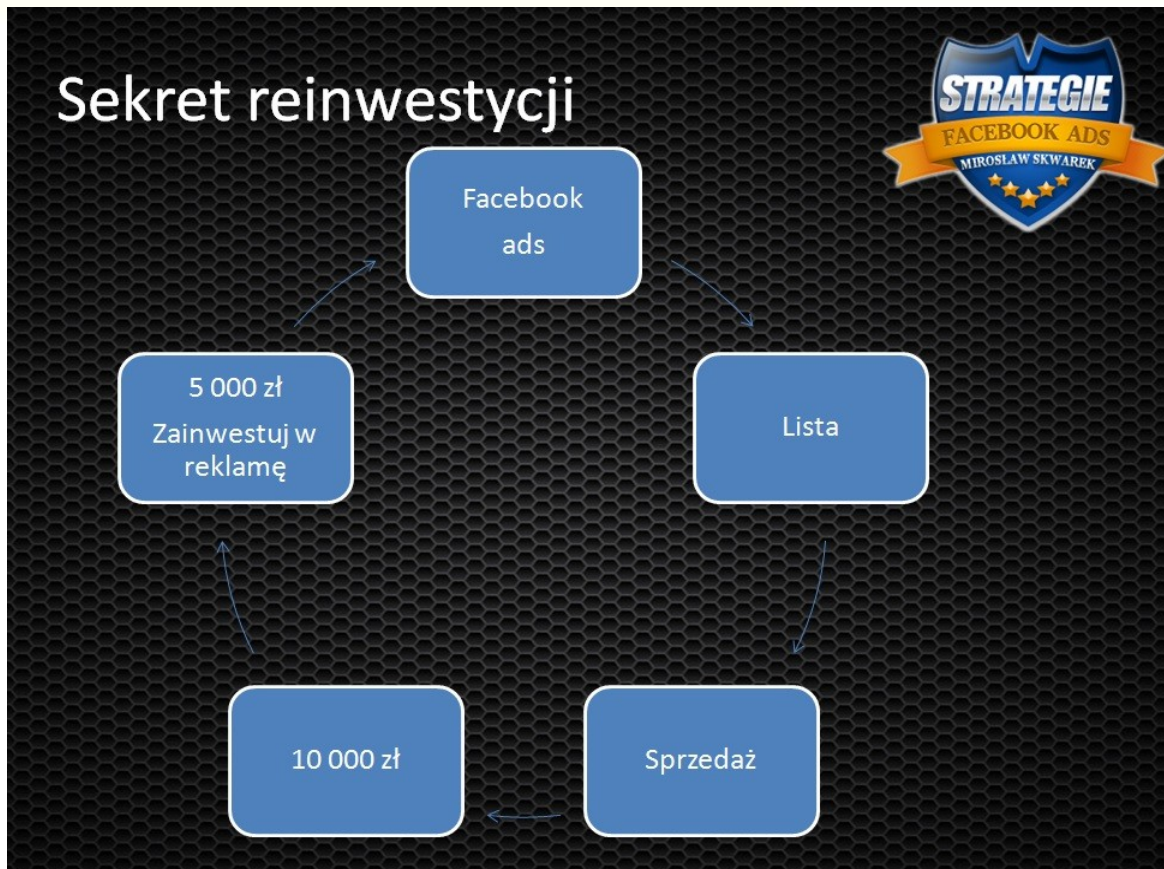 Sekret reinwestycji
STRATEGIE
FACEBOOK ADS
MIROSŁAW SKWAREK
Facebook
ads
Lista
Sprzedaż
10 000 zł
5 000 zł
Zainwestuj w
reklamę